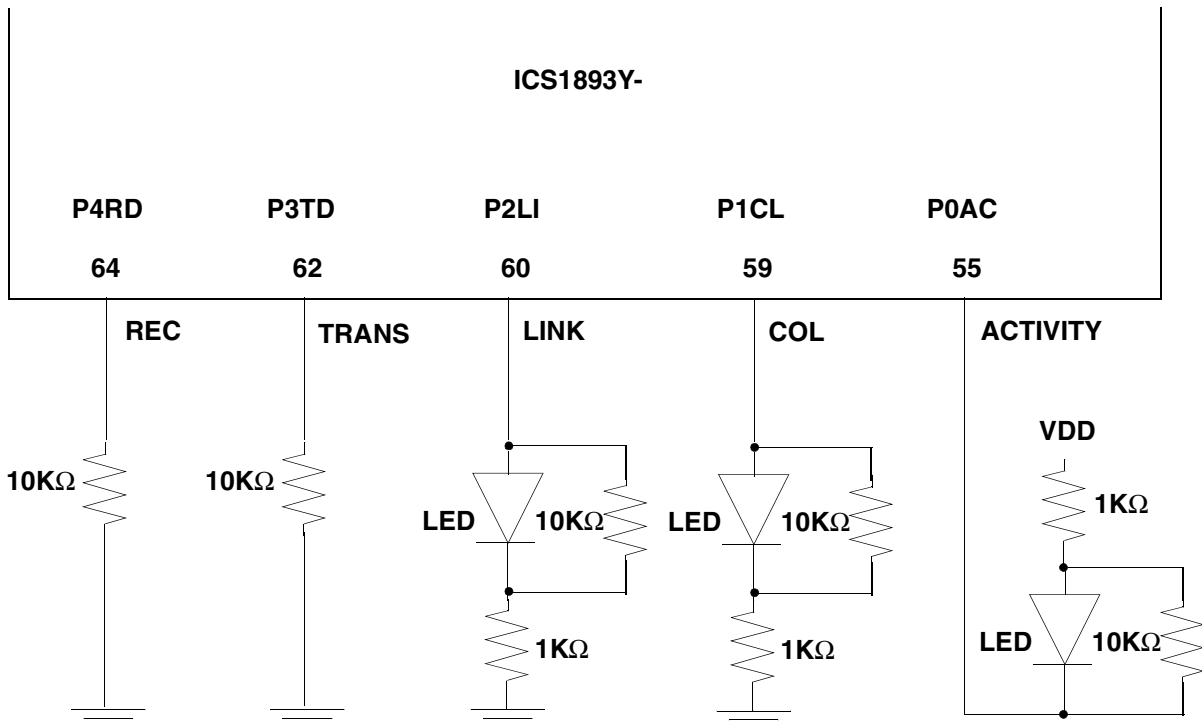 ICS1893Y-
P4RD P3TD P2LI P1CL P0AC
64 62 60 59 55
REC TRANS LINK COL ACTIVITY
VDD
10KΩ 10KΩ
1KΩ
LED 10KΩ LED 10KΩ
1KΩ 1KΩ
LED 10KΩ